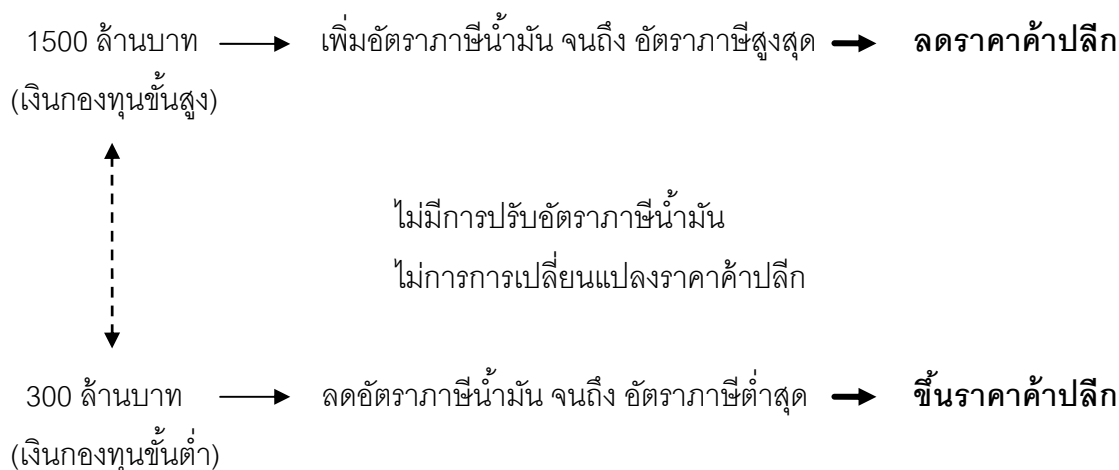 1500 ล้านบาท เพิ่มอัตราภาษีน้ำมัน จนถึง อัตราภาษีสูงสุด ลดราคาค้าปลีก
(เงินกองทุนขั้นสูง)
ไม่มีการปรับอัตราภาษีน้ำมัน
ไม่การการเปลี่ยนแปลงราคาค้าปลีก
300 ล้านบาท ลดอัตราภาษีน้ำมัน จนถึง อัตราภาษีต่ำสุด ขึ้นราคาค้าปลีก
(เงินกองทุนขั้นต่ำ)